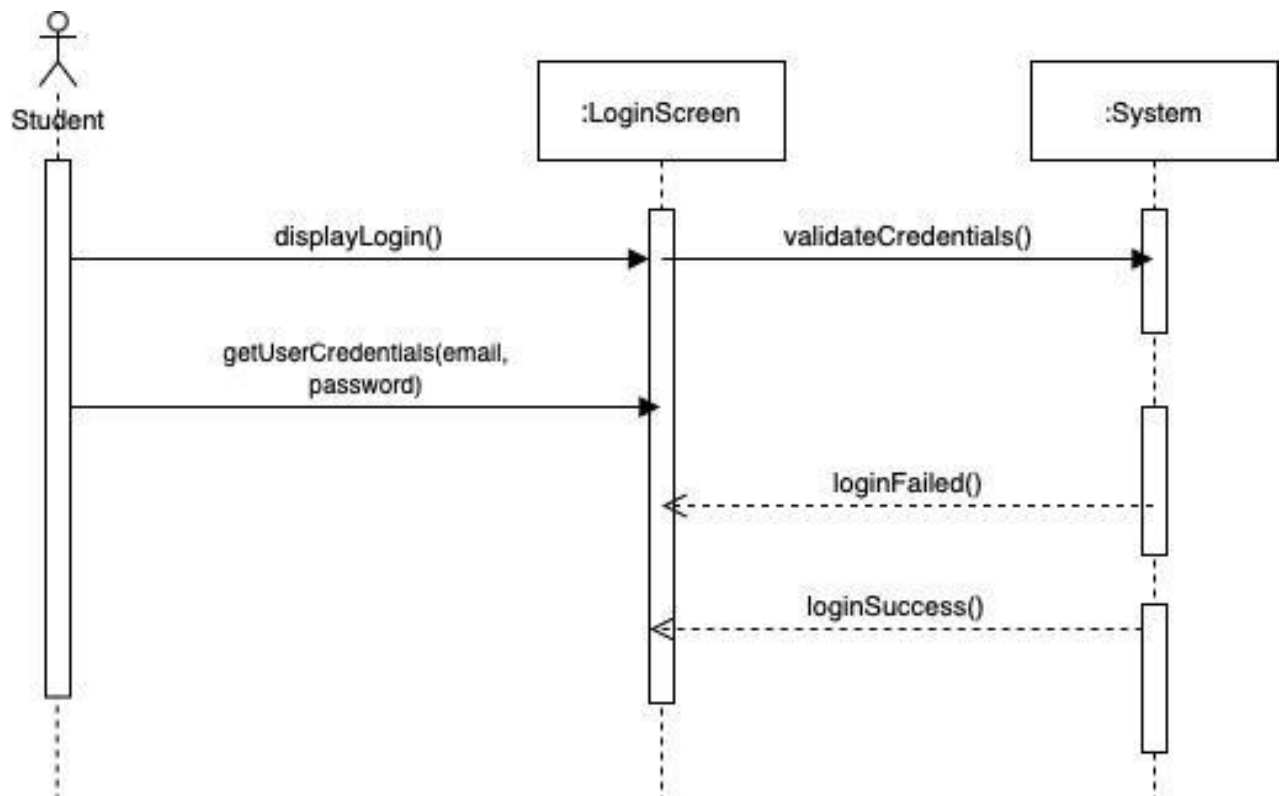 Student
:LoginScreen
:System
displayLogin()
validateCredentials()
getUserCredentials(email,
password)
loginFailed()
loginSuccess()